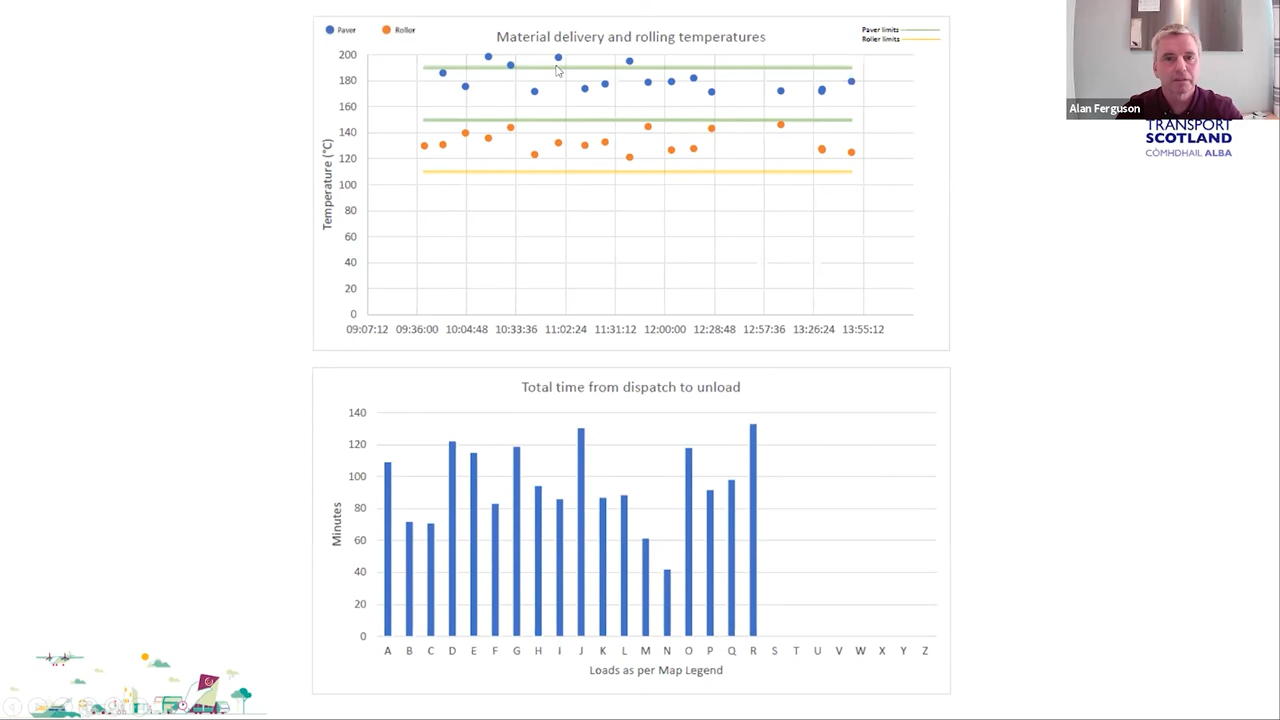 Paver
Roller
Material delivery and rolling temperatures
Paver limits
Roller limits
200
180
160
140
120
100
80
60
40
20
0
Temperature (°C)
09:07:12 09:36:00 10:04:48 10:33:36 11:02:24 11:31:12 12:00:00 12:28:48 12:57:36 13:26:24 13:55:12
Total time from dispatch to unload
140
120
100
80
60
40
20
0
Minutes
A B C D E F G H I J K L M N O P Q R S T U V W X Y Z
Loads as per Map Legend
Alan Ferguson
TRANSPORT
SCOTLAND
CÒMHDHAIL ALBA